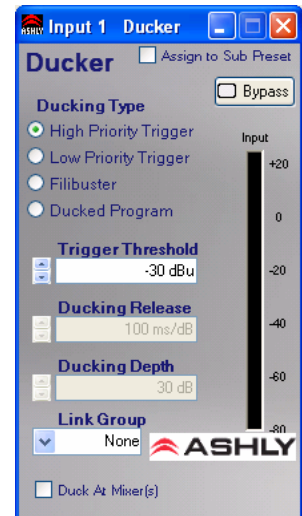 ASHLY Input 1 Ducker
Ducker
Assign to Sub Preset
Bypass
Ducking Type
High Priority Trigger
Low Priority Trigger
Filibuster
Ducked Program
Input
+20
0
-20
-40
-60
-80
Trigger Threshold
-30 dBu
Ducking Release
100 ms/dB
Ducking Depth
30 dB
Link Group
None
ASHLY
Duck At Mixer(s)